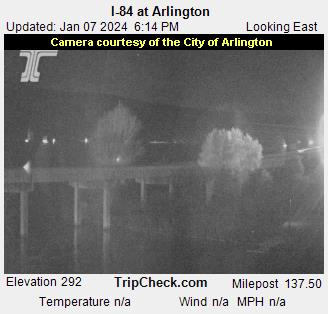 I-84 at Arlington
Updated: Jan 07 2024 6:14 PM Looking East
Camera courtesy of the City of Arlington
Elevation 292 TripCheck.com Milepost 137.50
Temperature n/a Wind n/a MPH n/a